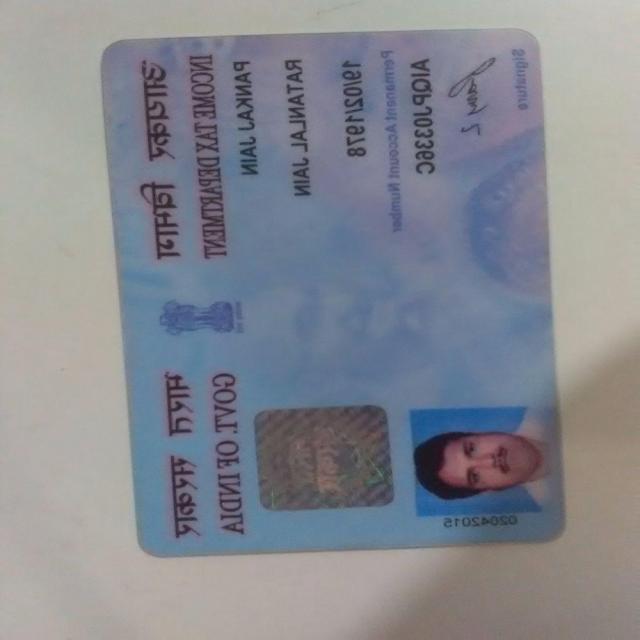 आयकर विभाग
INCOME TAX DEPARTMENT
भारत सरकार
GOVT. OF INDIA
PANKAJ JAIN
RATANLAL JAIN
19/02/1978
Permanent Account Number
Signature
02042015